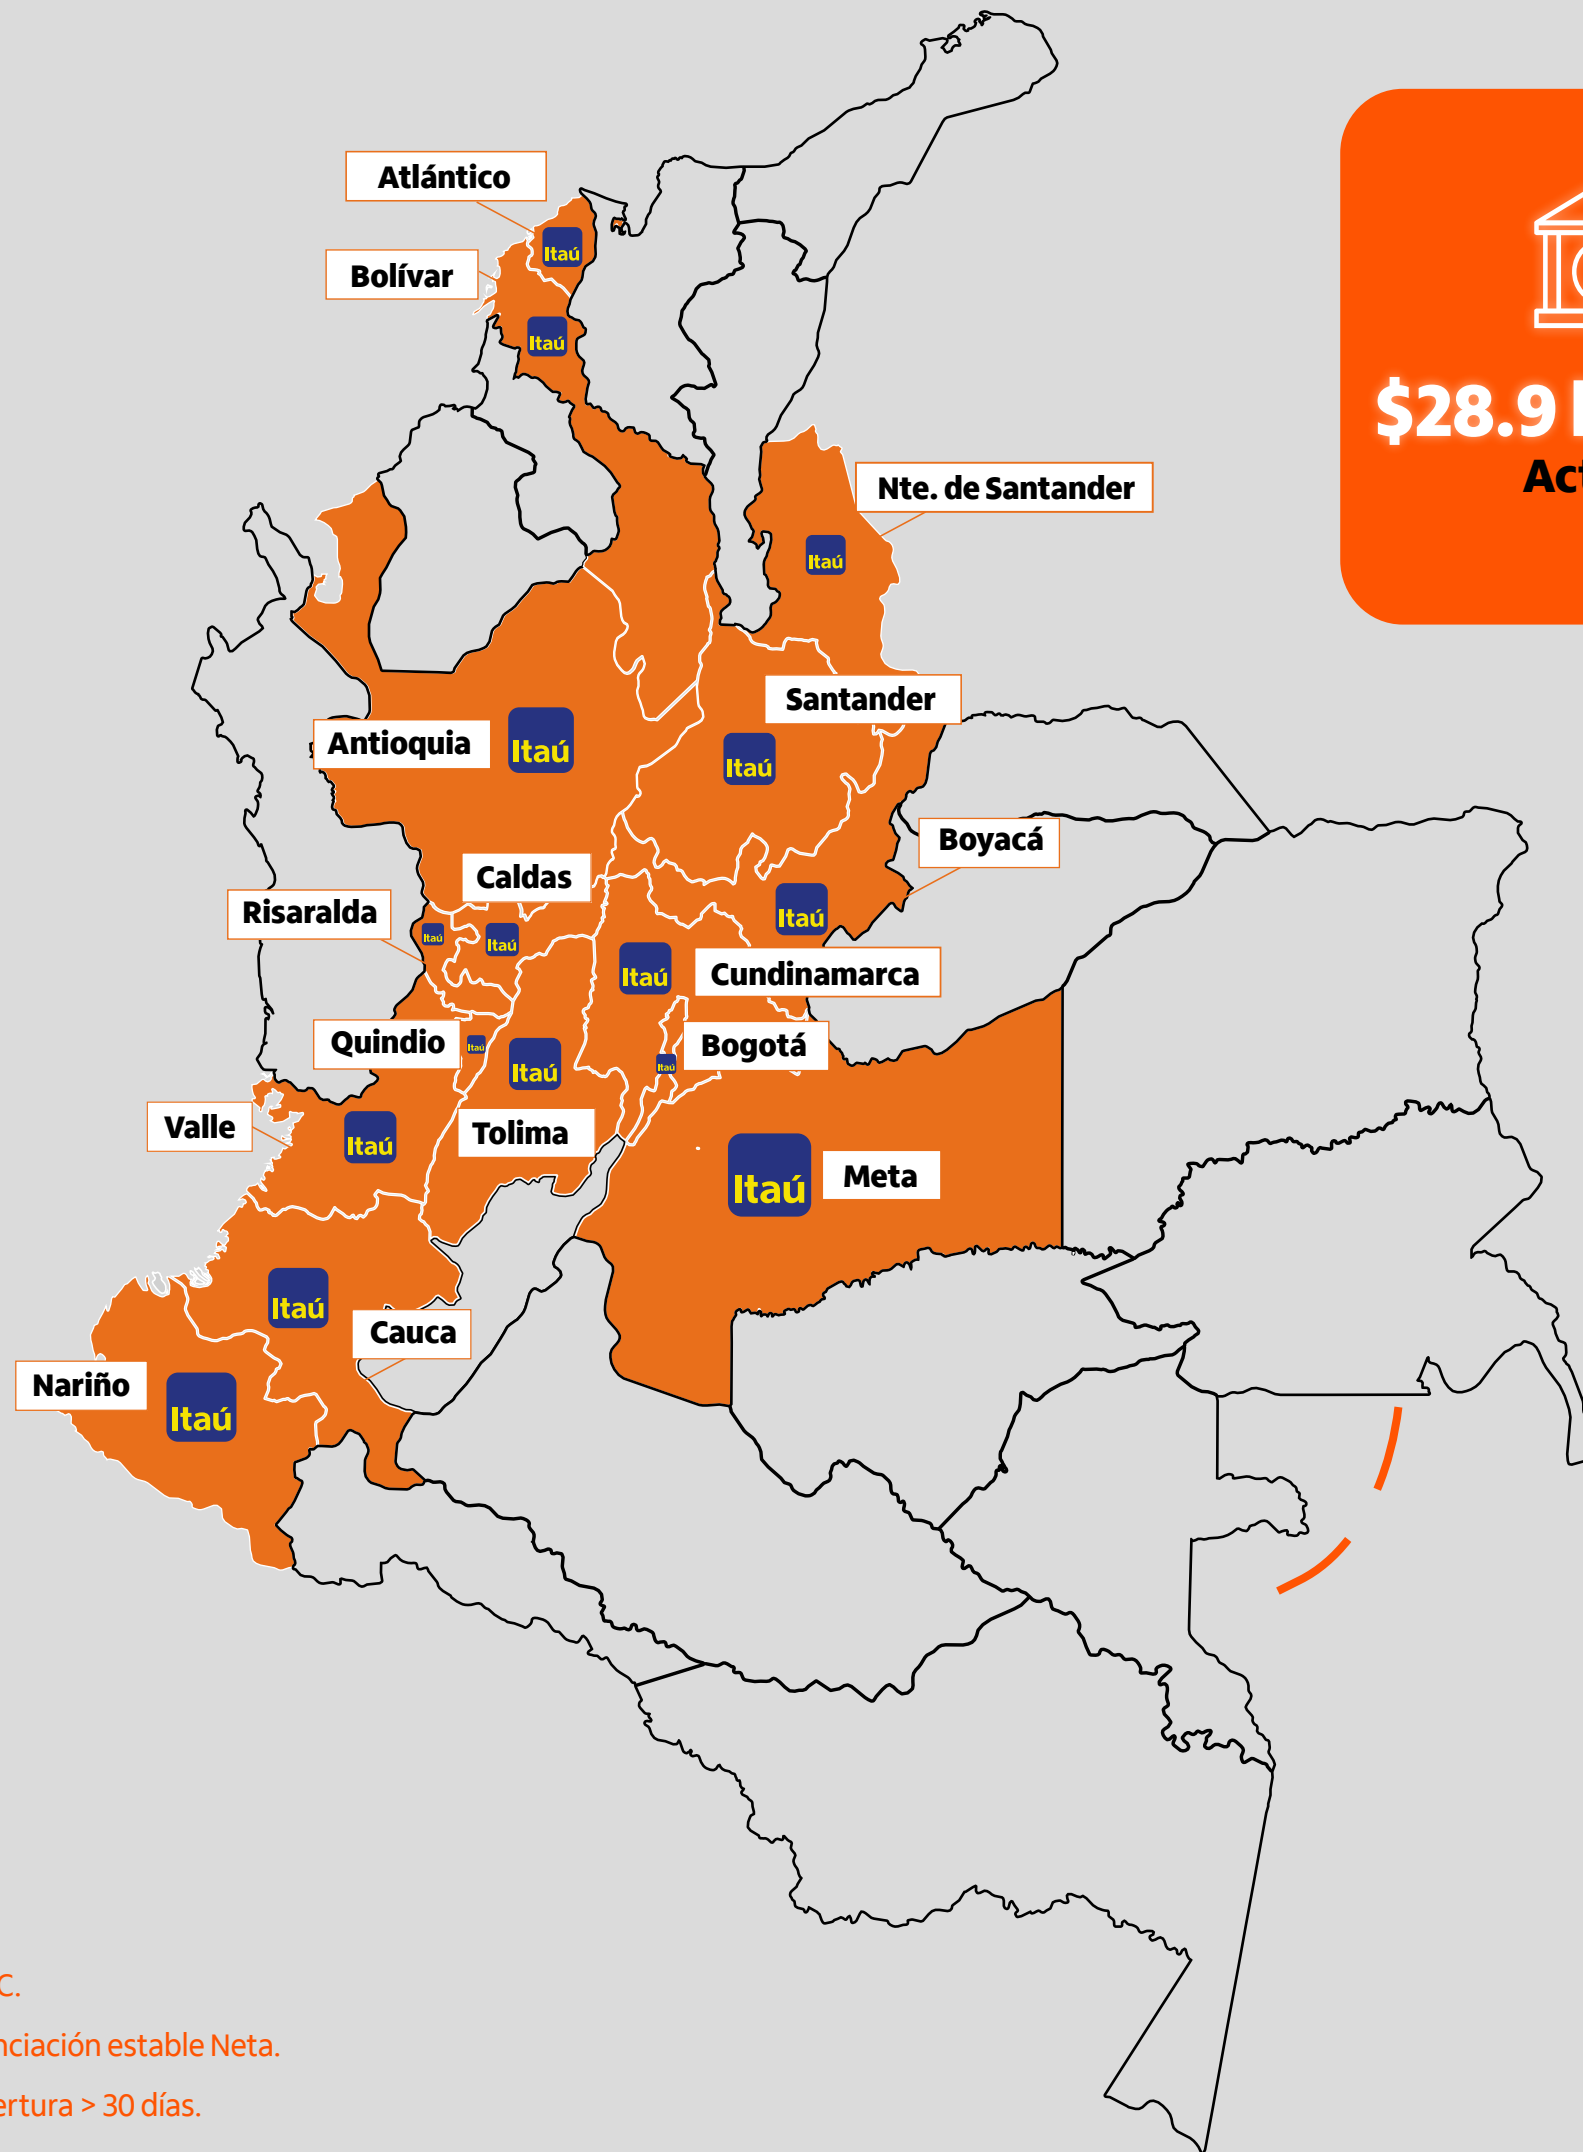 Atlántico
Itaú
Bolívar
Itaú
$28.9
Nte. de Santander
Itaú
Santander
Antioquia
Itaú
Itaú
Boyacá
Caldas
Itaú
Risaralda
Itaú
Itaú
Itaú
Cundinamarca
Quindio
Itaú
Bogotá
Itaú
Itaú
Valle
Itaú
Tolima
Itaú
Meta
Itaú
Cauca
Nariño
Itaú
C.
nciación estable Neta.
ertura > 30 días.